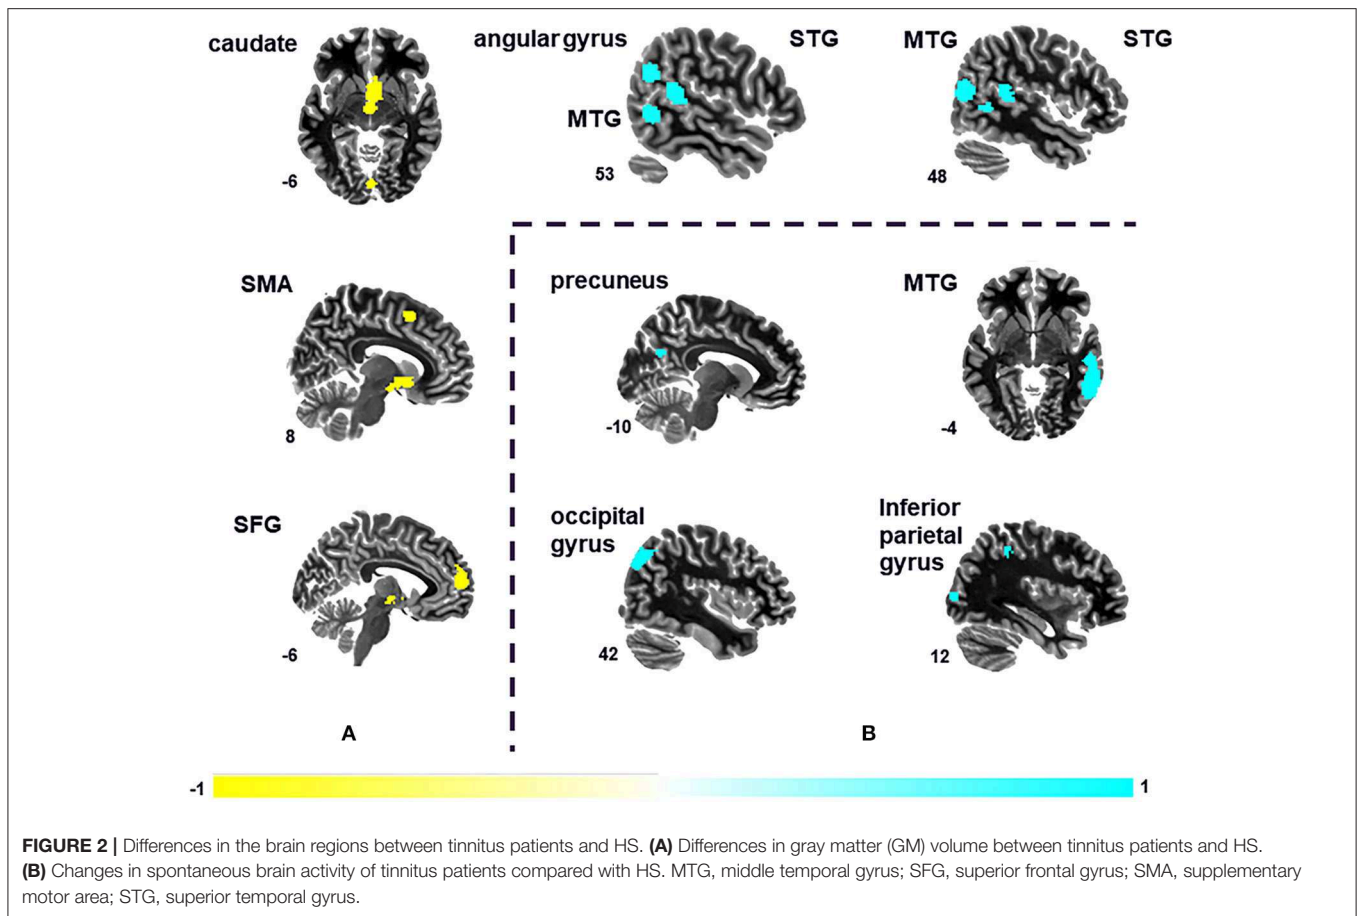 caudate
angular gyrus
STG
MTG
STG
MTG
-6
53
48
SMA
precuneus
MTG
8
-10
-4
SFG
occipital
gyrus
Inferior
parietal
gyrus
-6
42
12
A
B
-1
1
FIGURE 2 | Differences in the brain regions between tinnitus patients and HS. (A) Differences in gray matter (GM) volume between tinnitus patients and HS.
(B) Changes in spontaneous brain activity of tinnitus patients compared with HS. MTG, middle temporal gyrus; SFG, superior frontal gyrus; SMA, supplementary
motor area; STG, superior temporal gyrus.